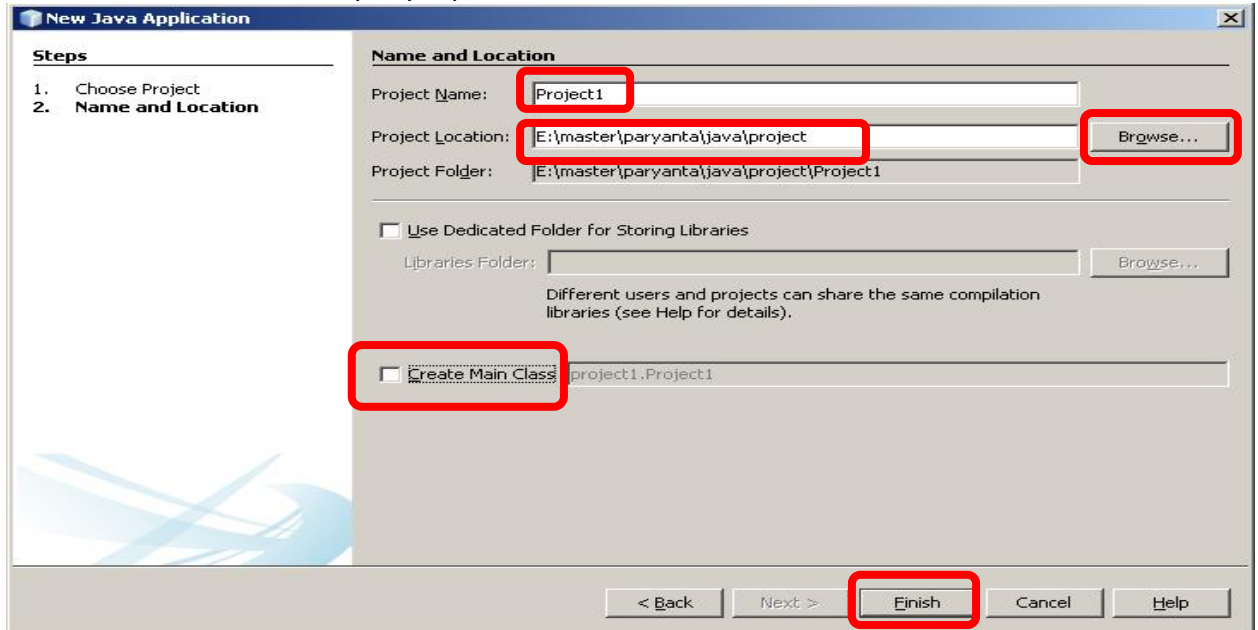 New Java Application
Steps
1. Choose Project
2. Name and Location
Name and Location
Project Name: Project1
Project Location: E:\master\paryanta\java\project Browse...
Project Folder: E:\master\paryanta\java\project\Project1
Use Dedicated Folder for Storing Libraries
Libraries Folder: Browse...
Different users and projects can share the same compilation
libraries (see Help for details).
Create Main Class project1.Project1
< Back Next > Finish Cancel Help